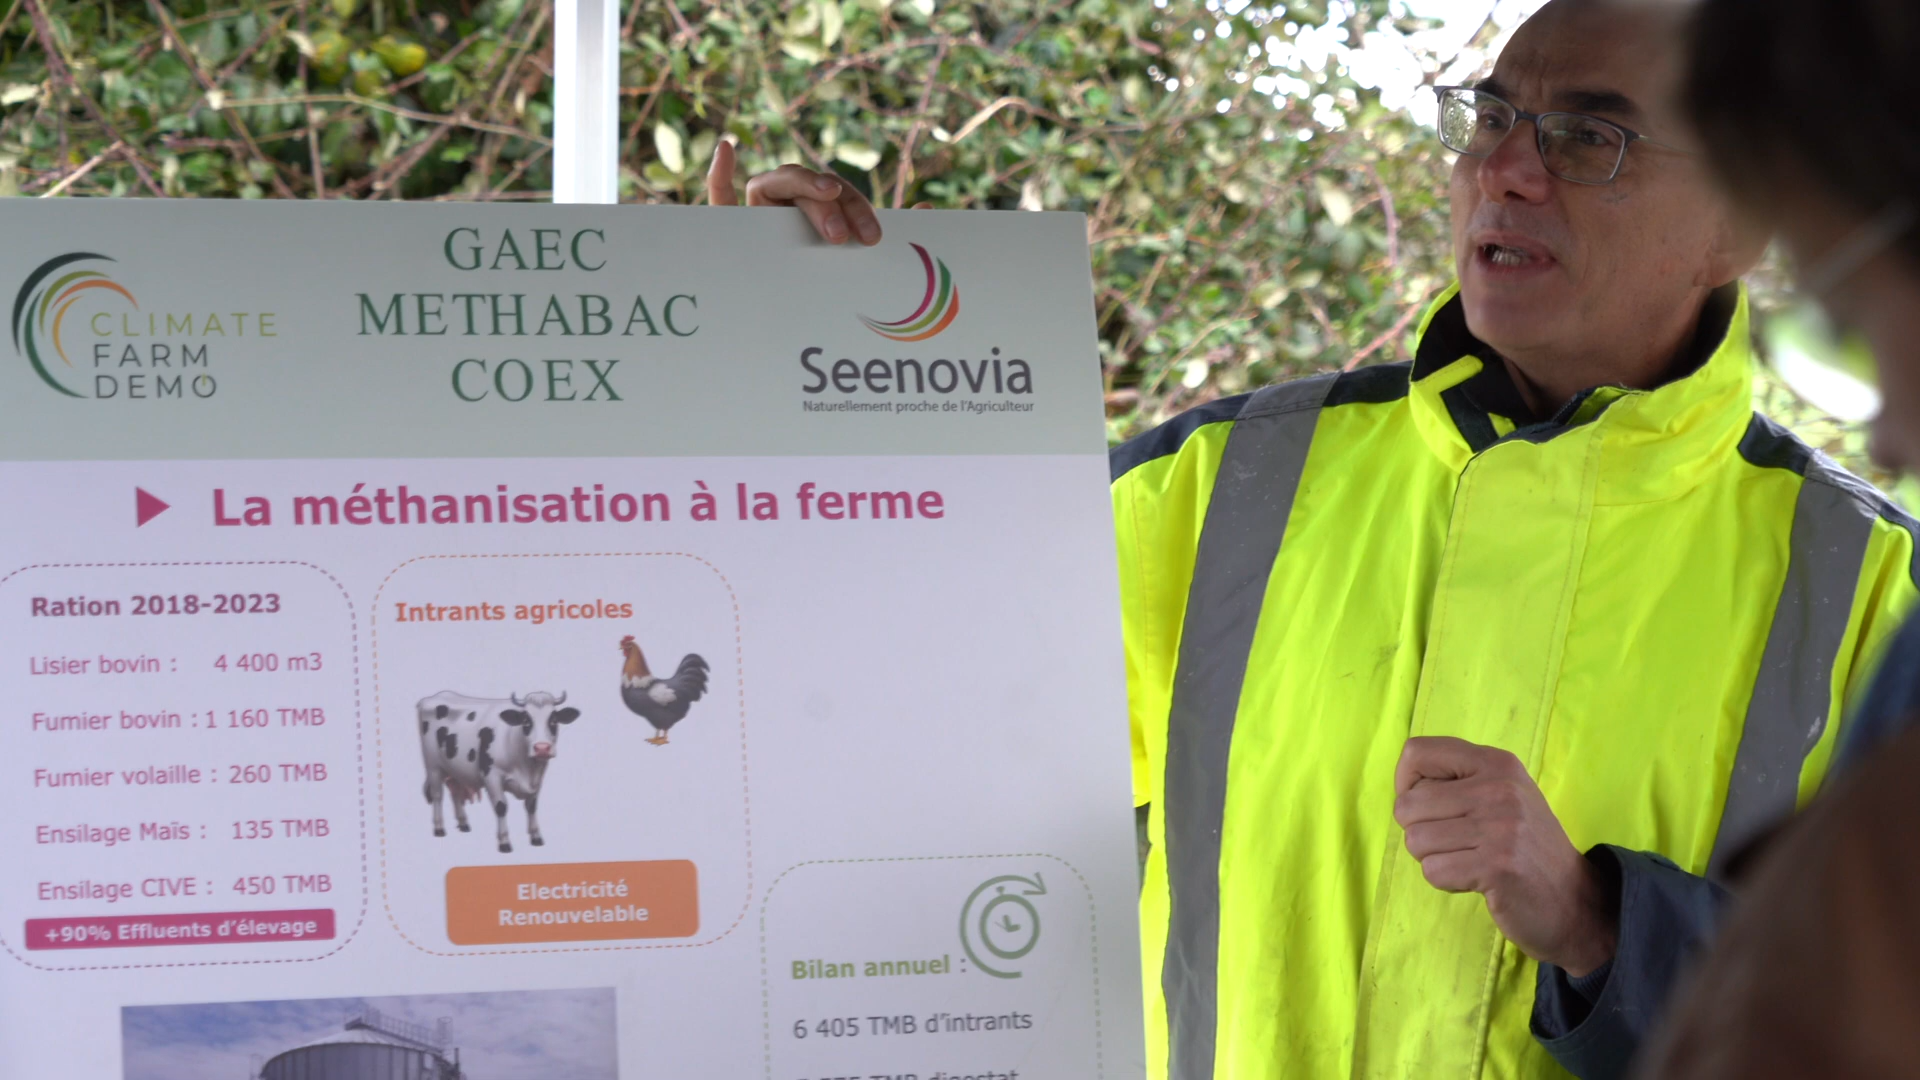 CLIMATE
FARM
DEMO
GAEC
METHABAC
COEX
Seenovia
Naturellement proche de l'Agriculteur
La méthanisation à la ferme
Ration 2018-2023
Lisier bovin : 4 400 m3
Fumier bovin : 1 160 TMB
Fumier volaille : 260 TMB
Ensilage Maïs : 135 TMB
Ensilage CIVE : 450 TMB
+90% Effluents d'élevage
Intrants agricoles
Electricité
Renouvelable
Bilan annuel :
6 405 TMB d'intrants
TMB digestat